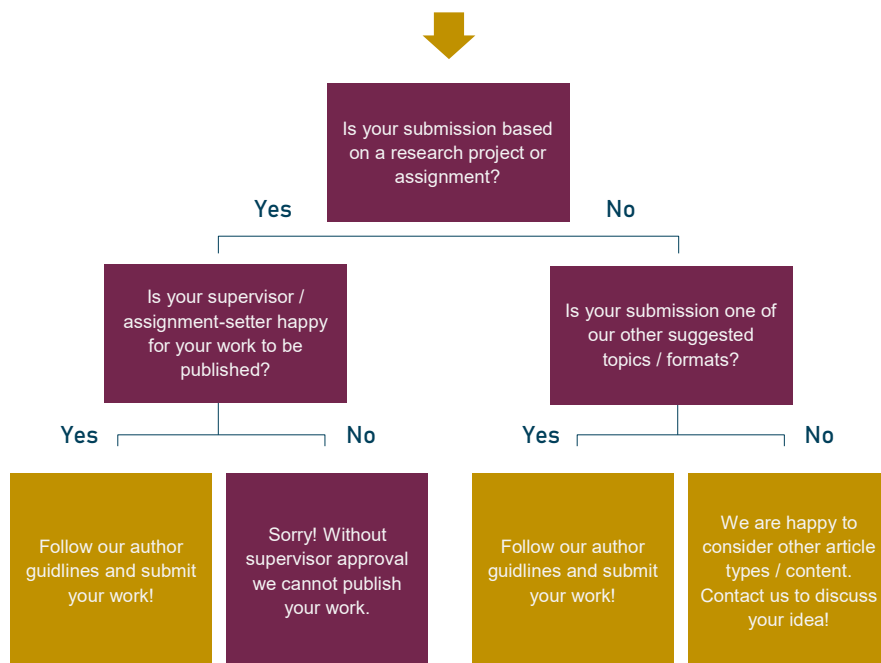 Is your submission based
on a research project or
assignment?
Yes
No
Is your supervisor /
assignment-setter happy
for your work to be
published?
Is your submission one of
our other suggested
topics / formats?
Yes
No
Yes
No
Follow our author
guidlines and submit
your work!
Sorry! Without
supervisor approval
we cannot publish
your work.
Follow our author
guidlines and submit
your work!
We are happy to
consider other article
types / content.
Contact us to discuss
your idea!